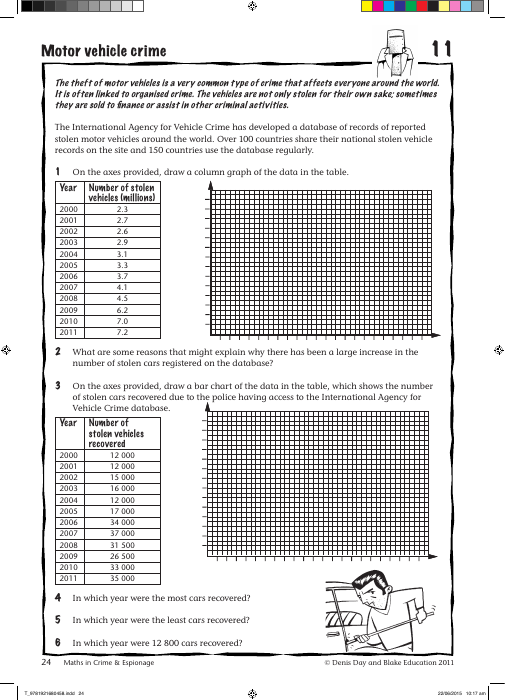 Motor vehicle crime
11
The theft of motor vehicles is a very common type of crime that affects everyone around the world.
It is often linked to organised crime. The vehicles are not only stolen for their own sake; sometimes
they are sold to finance or assist in other criminal activities.
The International Agency for Vehicle Crime has developed a database of records of reported
stolen motor vehicles around the world. Over 100 countries share their national stolen vehicle
records on the site and 150 countries use the database regularly.
1 On the axes provided, draw a column graph of the data in the table.
Year Number of stolen
vehicles (millions)
2000 2.3
2001 2.7
2002 2.6
2003 2.9
2004 3.1
2005 3.3
2006 3.7
2007 4.1
2008 4.5
2009 6.2
2010 7.0
2011 7.2
2 What are some reasons that might explain why there has been a large increase in the
number of stolen cars registered on the database?
3 On the axes provided, draw a bar chart of the data in the table, which shows the number
of stolen cars recovered due to the police having access to the International Agency for
Vehicle Crime database.
Year Number of
stolen vehicles
recovered
2000 12 000
2001 12 000
2002 15 000
2003 16 000
2004 12 000
2005 17 000
2006 34 000
2007 37 000
2008 31 500
2009 26 500
2010 33 000
2011 35 000
4 In which year were the most cars recovered?
5 In which year were the least cars recovered?
6 In which year were 12 800 cars recovered?
24 Maths in Crime & Espionage
© Denis Day and Blake Education 2011
T_9781921680458.indd 24
22/06/2015 10:17 am